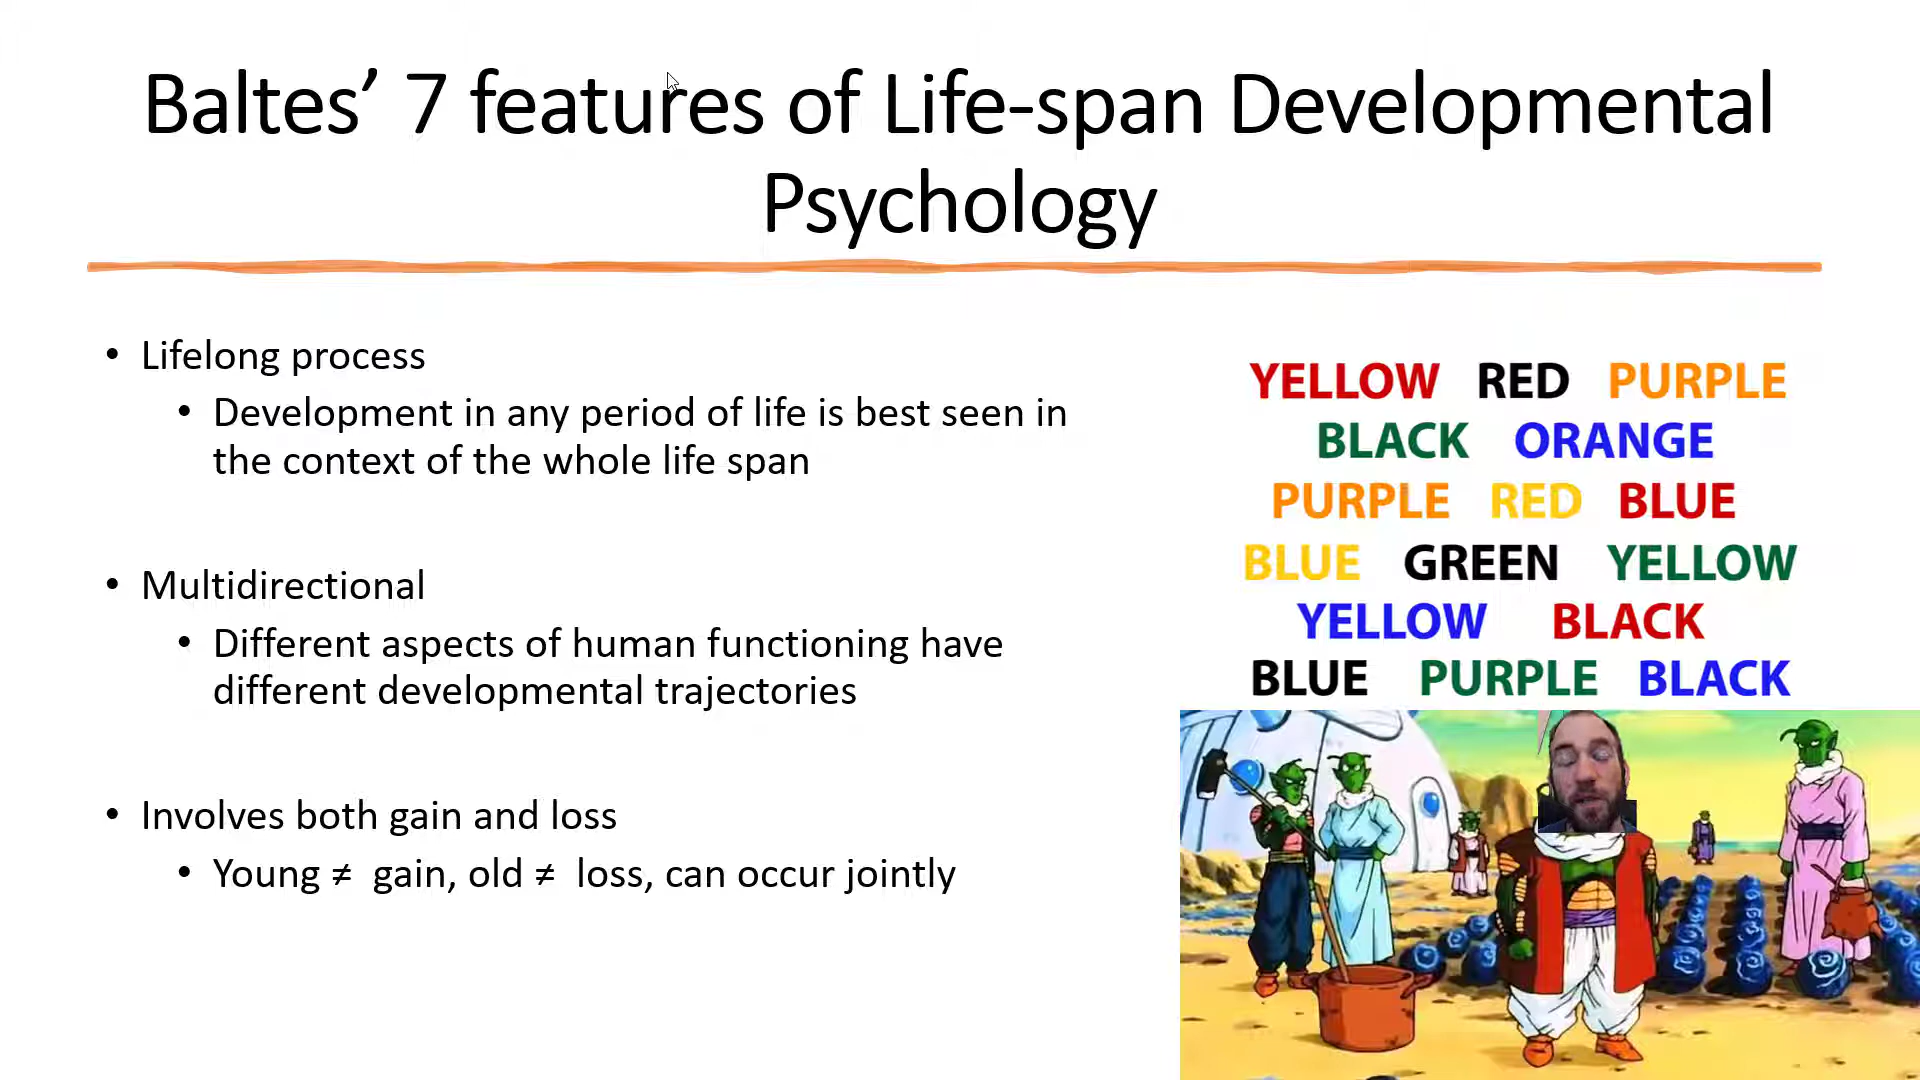 Baltes’ 7 features of Life-span Developmental
Psychology
• Lifelong process
• Development in any period of life is best seen in
the context of the whole life span
• Multidirectional
• Different aspects of human functioning have
different developmental trajectories
• Involves both gain and loss
• Young ≠ gain, old ≠ loss, can occur jointly
YELLOW RED PURPLE
BLACK ORANGE
PURPLE RED BLUE
BLUE GREEN YELLOW
YELLOW BLACK
BLUE PURPLE BLACK